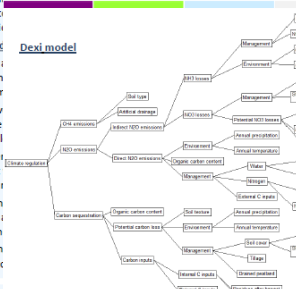 Dexi model
Management
NH3 losses
Environment
Soil type
Management
Artificial drainage
NO3 losses
CH4 emissions
Indirect N2O emissions
Potential NO3 losses
Annual precipitation
Environment
N2O emissions
Annual temperature
Direct N2O emissions
Organic carbon content
Climate regulation
Water
Management
Nitrogen
External C inputs
Organic carbon content
Soil texture
Annual precipitation
Carbon sequestration
Potential carbon loss
Environment
Annual temperature
Soil cover
Management
Tillage
Carbon inputs
Drained peatland
Internal C inputs